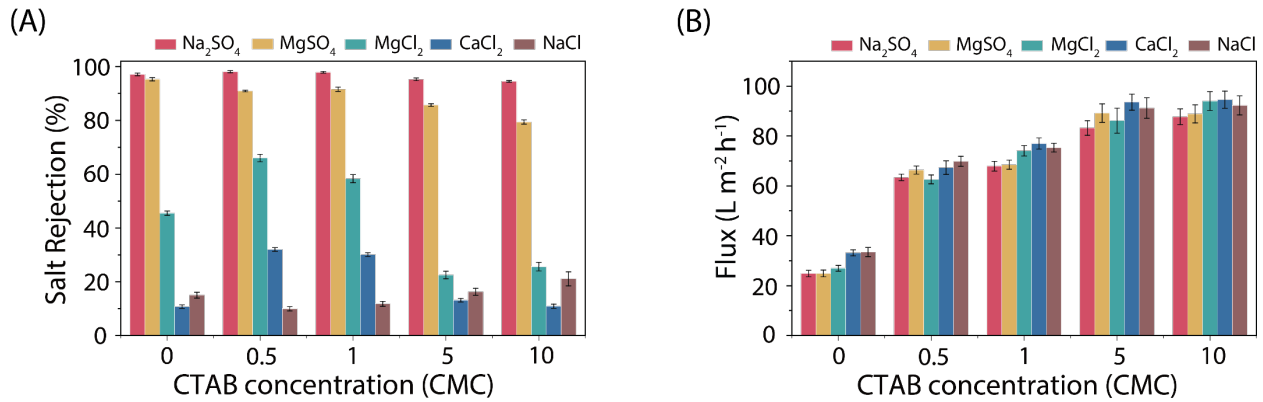 (A)
Na₂SO₄ MgSO₄ MgCl₂ CaCl₂ NaCl
Salt Rejection (%)
100
80
60
40
20
0
0 0.5 1 5 10
CTAB concentration (CMC)
(B)
Na₂SO₄ MgSO₄ MgCl₂ CaCl₂ NaCl
Flux (L m⁻² h⁻¹)
100
80
60
40
20
0
0 0.5 1 5 10
CTAB concentration (CMC)